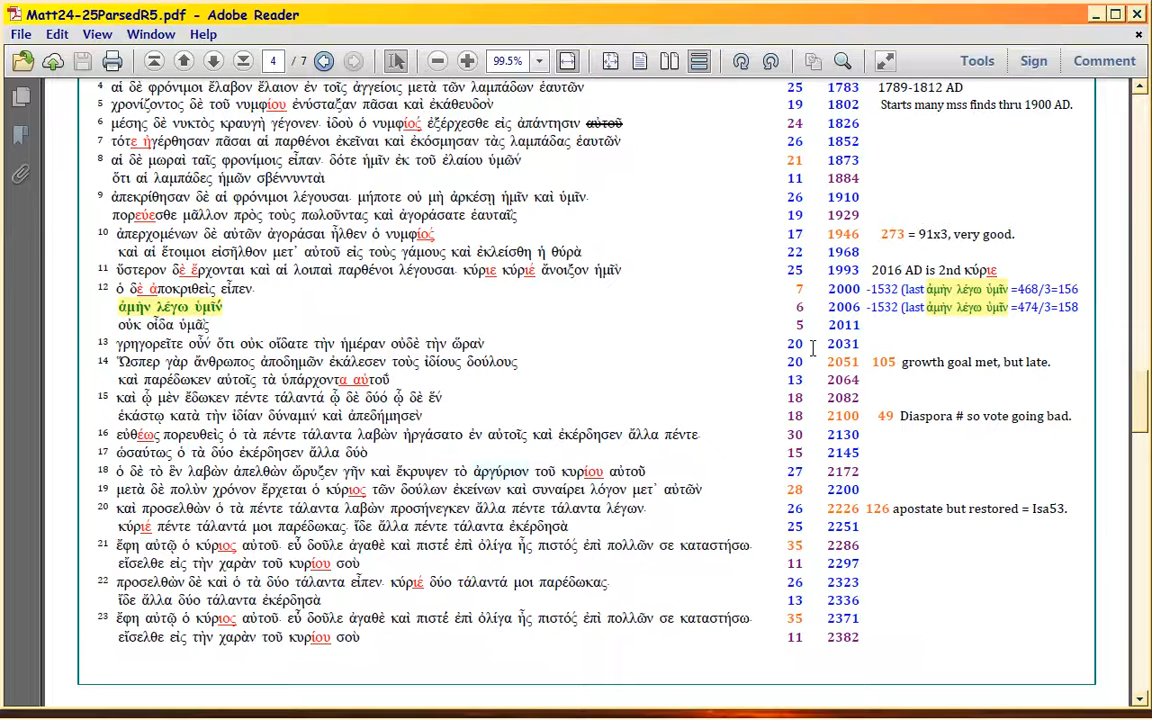 Matt24-25ParsedR5.pdf - Adobe Reader
File Edit View Window Help
4 / 7 99.5% Tools Sign Comment
4 αἱ δὲ φρόνιμοι ἔλαβον ἔλαιον ἐν τοῖς ἀγγείοις μετὰ τῶν λαμπάδων ἑαυτῶν 25 1783 1789-1812 AD
5 χρονίζοντος δὲ τοῦ νυμφίου ἐνύσταξαν πᾶσαι καὶ ἐκάθευδον 19 1802 Starts many mss finds thru 1900 AD.
6 μέσης δὲ νυκτὸς κραυγὴ γέγονεν· ἰδοὺ ὁ νυμφίος ἐξέρχεσθε εἰς ἀπάντησιν αὐτοῦ 24 1826
7 τότε ἠγέρθησαν πᾶσαι αἱ παρθένοι ἐκεῖναι καὶ ἐκόσμησαν τὰς λαμπάδας ἑαυτῶν 26 1852
8 αἱ δὲ μωραὶ ταῖς φρονίμοις εἶπαν· δότε ἡμῖν ἐκ τοῦ ἐλαίου ὑμῶν 21 1873
ὅτι αἱ λαμπάδες ἡμῶν σβέννυνται 11 1884
9 ἀπεκρίθησαν δὲ αἱ φρόνιμοι λέγουσαι· μήποτε οὐ μὴ ἀρκέσῃ ἡμῖν καὶ ὑμῖν· 26 1910
πορεύεσθε μᾶλλον πρὸς τοὺς πωλοῦντας καὶ ἀγοράσατε ἑαυταῖς 19 1929
10 ἀπερχομένων δὲ αὐτῶν ἀγοράσαι ἦλθεν ὁ νυμφίος 17 1946 273 = 91x3, very good.
καὶ αἱ ἕτοιμοι εἰσῆλθον μετ᾽ αὐτοῦ εἰς τοὺς γάμους καὶ ἐκλείσθη ἡ θύρα 22 1968
11 ὕστερον δὲ ἔρχονται καὶ αἱ λοιπαὶ παρθένοι λέγουσαι· κύριε κύριε ἄνοιξον ἡμῖν 25 1993 2016 AD is 2nd κύριε
12 ὁ δὲ ἀποκριθεὶς εἶπεν· 7 2000 -1532 (last ἀμὴν λέγω ὑμῖν =468/3=156
ἀμὴν λέγω ὑμῖν 6 2006 -1532 (last ἀμὴν λέγω ὑμῖν =474/3=158
οὐκ οἶδα ὑμᾶς 5 2011
13 γρηγορεῖτε οὖν ὅτι οὐκ οἴδατε τὴν ἡμέραν οὐδὲ τὴν ὥραν 20 2031
14 Ὥσπερ γὰρ ἄνθρωπος ἀποδημῶν ἐκάλεσεν τοὺς ἰδίους δούλους 20 2051 105 growth goal met, but late.
καὶ παρέδωκεν αὐτοῖς τὰ ὑπάρχοντα αὐτοῦ 13 2064
15 καὶ ᾧ μὲν ἔδωκεν πέντε τάλαντα ᾧ δὲ δύο ᾧ δὲ ἕν 18 2082
ἑκάστῳ κατὰ τὴν ἰδίαν δύναμιν καὶ ἀπεδήμησεν 18 2100 49 Diaspora # so vote going bad.
16 εὐθέως πορευθεὶς ὁ τὰ πέντε τάλαντα λαβὼν ἠργάσατο ἐν αὐτοῖς καὶ ἐκέρδησεν ἄλλα πέντε· 30 2130
17 ὡσαύτως ὁ τὰ δύο ἐκέρδησεν ἄλλα δύο 15 2145
18 ὁ δὲ τὸ ἓν λαβὼν ἀπελθὼν ὤρυξεν γῆν καὶ ἔκρυψεν τὸ ἀργύριον τοῦ κυρίου αὐτοῦ 27 2172
19 μετὰ δὲ πολὺν χρόνον ἔρχεται ὁ κύριος τῶν δούλων ἐκείνων καὶ συναίρει λόγον μετ᾽ αὐτῶν 28 2200
20 καὶ προσελθὼν ὁ τὰ πέντε τάλαντα λαβὼν προσήνεγκεν ἄλλα πέντε τάλαντα λέγων· 26 2226 126 apostate but restored = Isa53.
κύριέ πέντε τάλαντά μοι παρέδωκας· ἴδε ἄλλα πέντε τάλαντα ἐκέρδησα 25 2251
21 ἔφη αὐτῷ ὁ κύριος αὐτοῦ· εὖ δοῦλε ἀγαθὲ καὶ πιστέ ἐπὶ ὀλίγα ἦς πιστός ἐπὶ πολλῶν σε καταστήσω· 35 2286
εἴσελθε εἰς τὴν χαρὰν τοῦ κυρίου σου 11 2297
22 προσελθὼν δὲ καὶ ὁ τὰ δύο τάλαντα εἶπεν· κύριέ δύο τάλαντά μοι παρέδωκας· 26 2323
ἴδε ἄλλα δύο τάλαντα ἐκέρδησα 13 2336
23 ἔφη αὐτῷ ὁ κύριος αὐτοῦ· εὖ δοῦλε ἀγαθὲ καὶ πιστέ ἐπὶ ὀλίγα ἦς πιστός ἐπὶ πολλῶν σε καταστήσω· 35 2371
εἴσελθε εἰς τὴν χαρὰν τοῦ κυρίου σου 11 2382